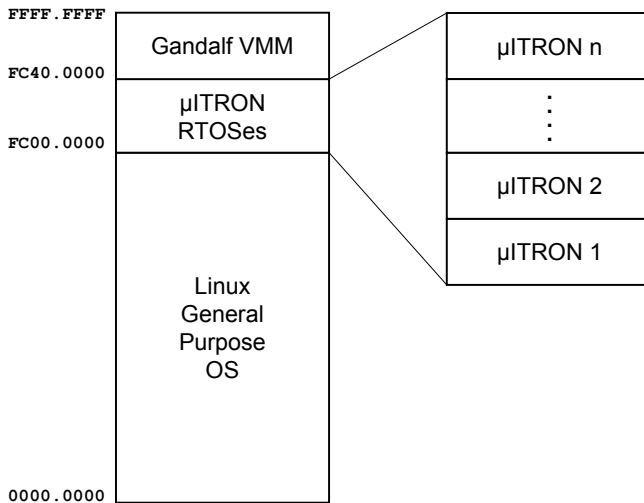 FFFF.FFFF
Gandalf VMM
FC40.0000
µITRON
RTOSes
FC00.0000
Linux
General
Purpose
OS
0000.0000
µITRON n
µITRON 2
µITRON 1